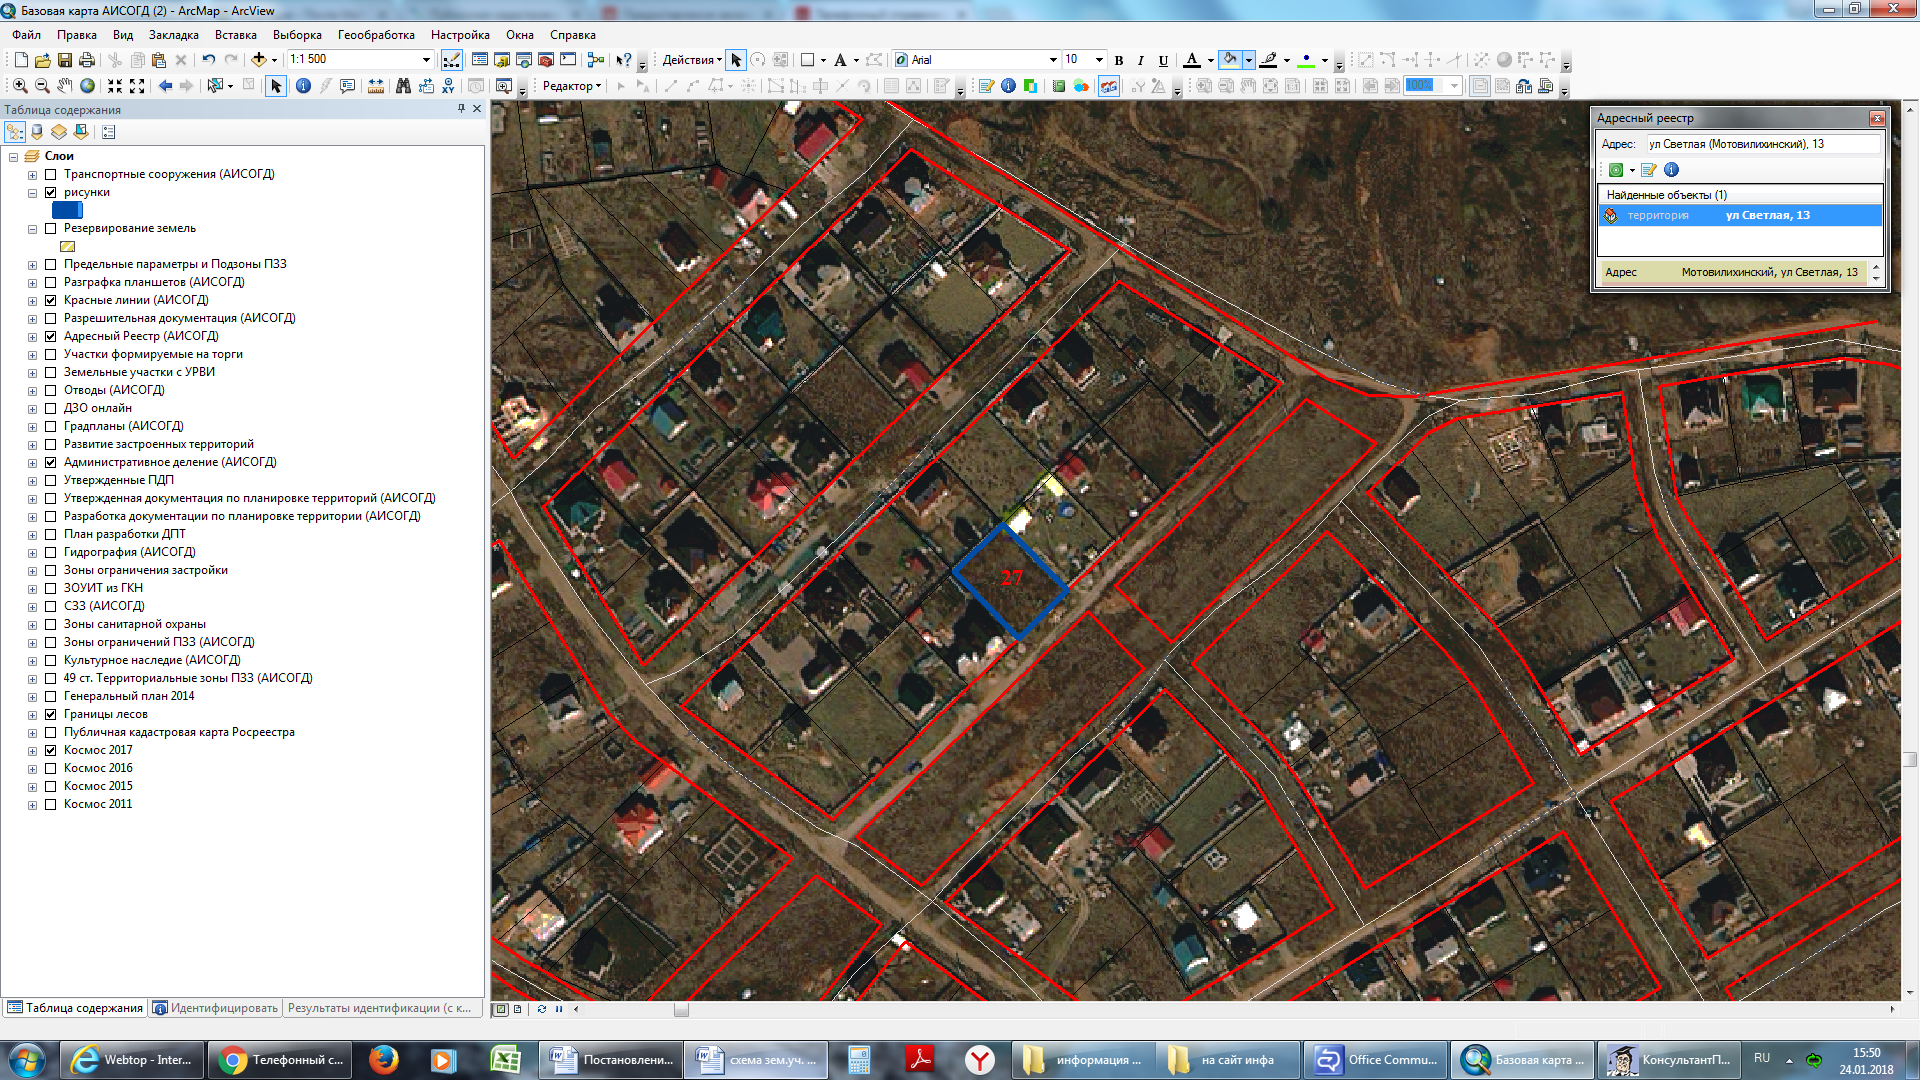 Базовая карта АИСОГД (2) - ArcMap - ArcView
Файл Правка Вид Закладка Вставка Выборка Геообработка Настройка Окна Справка
1:1 500 Действия Arial 10 B I U A
Редактор 100%
Таблица содержания
Слои
Транспортные сооружения (АИСОГД)
рисунки
Резервирование земель
Предельные параметры и Подзоны ПЗЗ
Разграфка планшетов (АИСОГД)
Красные линии (АИСОГД)
Разрешительная документация (АИСОГД)
Адресный Реестр (АИСОГД)
Участки формируемые на торги
Земельные участки с УРВИ
Отводы (АИСОГД)
ДЗО онлайн
Градпланы (АИСОГД)
Развитие застроенных территорий
Административное деление (АИСОГД)
Утвержденные ПДП
Утвержденная документация по планировке территорий (АИСОГД)
Разработка документации по планировке территории (АИСОГД)
План разработки ДПТ
Гидрография (АИСОГД)
Зоны ограничения застройки
ЗОУИТ из ГКН
СЗЗ (АИСОГД)
Зоны санитарной охраны
Зоны ограничений ПЗЗ (АИСОГД)
Культурное наследие (АИСОГД)
49 ст. Территориальные зоны ПЗЗ (АИСОГД)
Генеральный план 2014
Границы лесов
Публичная кадастровая карта Росреестра
Космос 2017
Космос 2016
Космос 2015
Космос 2011
Таблица содержания Идентифицировать Результаты идентификации (с к...
27
Адресный реестр
Адрес: ул Светлая (Мотовилихинский), 13
Найденные объекты (1)
территория ул Светлая, 13
Адрес Мотовилихинский, ул Светлая, 13
Webtop - Inter... Телефонный с... Постановлени... схема зем.уч. ... информация ... на сайт инфа Office Commu... Базовая карта ... КонсультантП... RU 15:50
24.01.2018